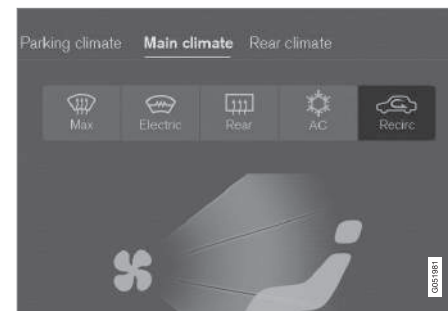 Parking climate Main climate Rear climate
Max Electric Rear AC Recirc
G051981